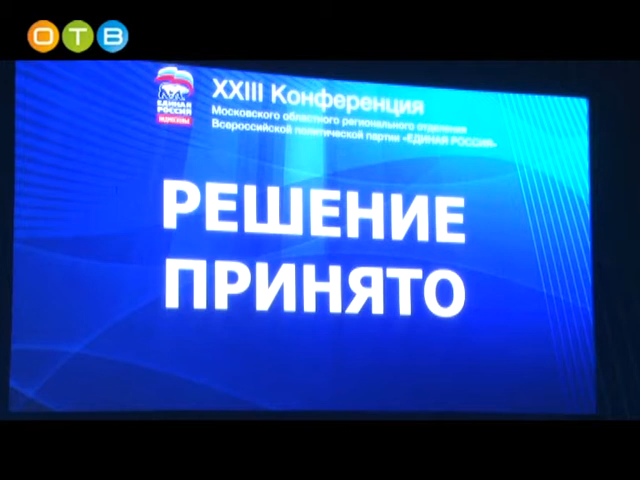 ОТВ
XXIII Конференция
Московского областного регионального отделения
Всероссийской политической партии «ЕДИНАЯ РОССИЯ»
ЕДИНАЯ
РОССИЯ
РЕШЕНИЕ
ПРИНЯТО